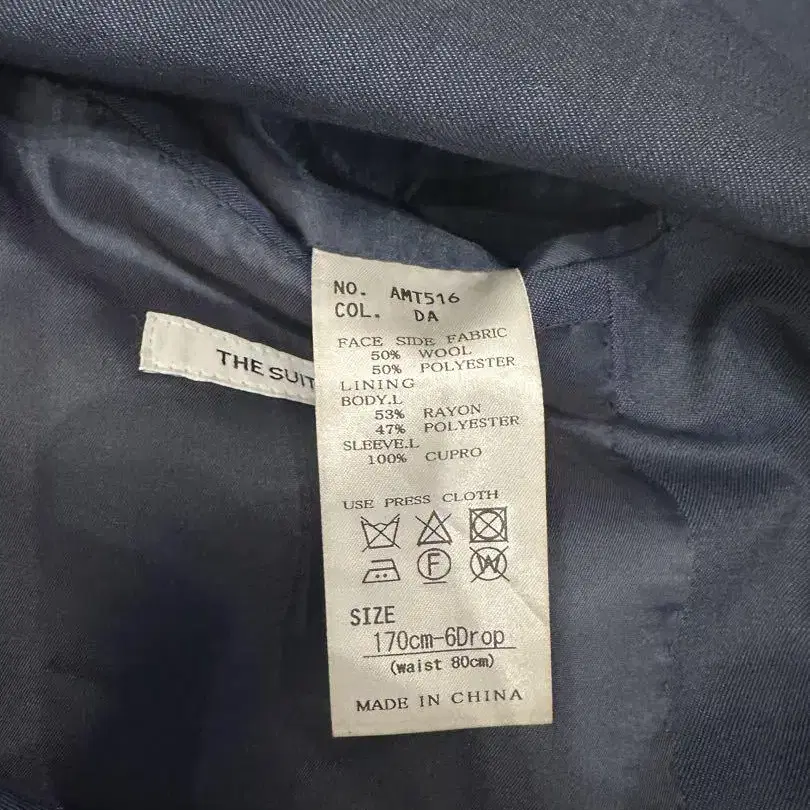 NO. AMT516
COL. DA
FACE SIDE FABRIC
50% WOOL
50% POLYESTER
LINING
BODY.L
53% RAYON
47% POLYESTER
SLEEVE.L
100% CUPRO
USE PRESS CLOTH
F W
SIZE
170cm-6Drop
(waist 80cm)
MADE IN CHINA
THE SUIT